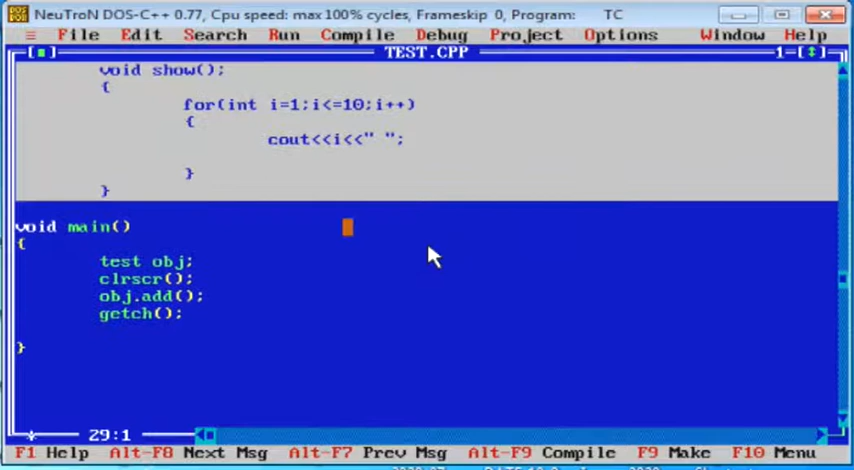 NeuTroN DOS-C++ 0.77, Cpu speed: max 100% cycles, Frameskip 0, Program: TC
≡ File Edit Search Run Compile Debug Project Options Window Help
[■] TEST.CPP 1=[↕]
void show();
{
for(int i=1;i<=10;i++)
{
cout<<i<<" ";
}
}
void main()
{
test obj;
clrscr();
obj.add();
getch();
}
29:1
F1 Help Alt-F8 Next Msg Alt-F7 Prev Msg Alt-F9 Compile F9 Make F10 Menu